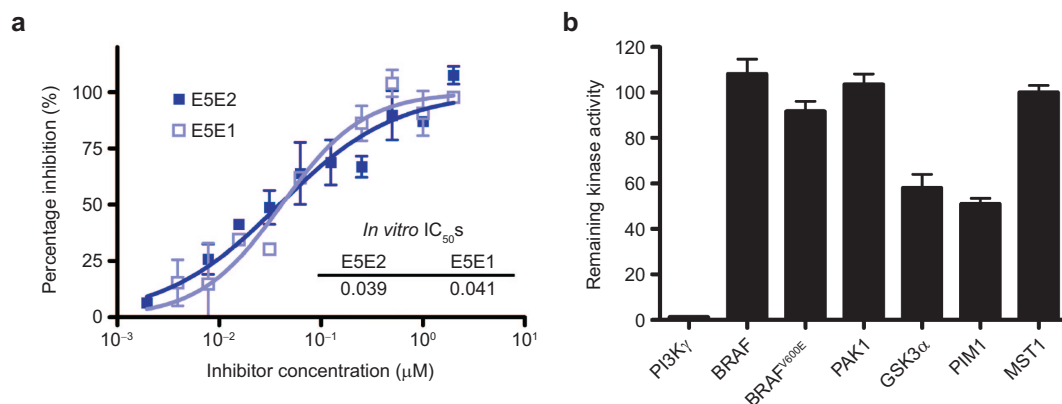 a
Percentage inhibition (%)
100
75
50
25
0
E5E2
E5E1
In vitro IC₅₀s
E5E2 E5E1
0.039 0.041
10⁻³ 10⁻² 10⁻¹ 10⁰ 10¹
Inhibitor concentration (μM)
b
Remaining kinase activity
120
100
80
60
40
20
0
PI3Kγ
BRAF
BRAFⱽ⁶⁰⁰ᴱ
PAK1
GSK3α
PIM1
MST1